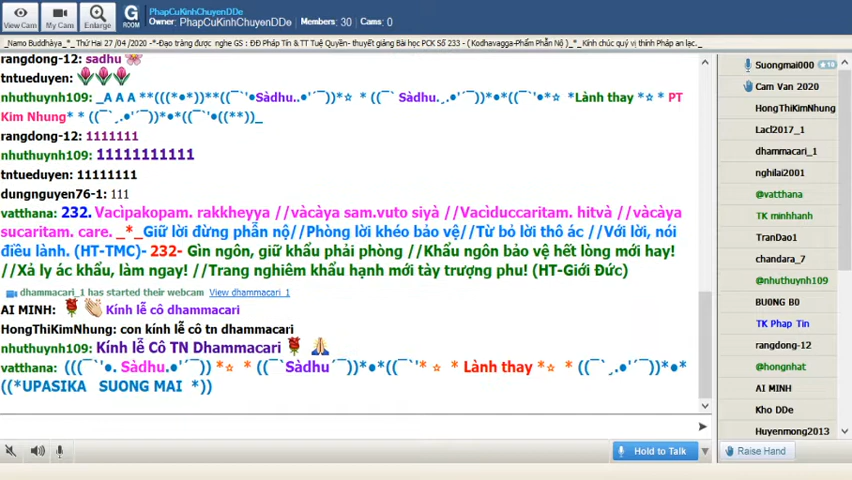 View Cam
My Cam
Enlarge
G
ROOM
PhapCuKinhChuyenDDe
Owner: PhapCuKinhChuyenDDe Members: 30 Cams: 0
_Namo Buddhàya_*_ Thứ Hai 27 /04 /2020 -*-Đạo tràng được nghe GS : ĐĐ Pháp Tín & TT Tuệ Quyền- thuyết giảng Bài học PCK Số 233 - ( Kodhavagga-Phẩm Phẫn Nộ )_*_ Kính chúc quý vị thính Pháp an lạc._
rangdong-12: sadhu
tntueduyen:
nhuthuynh109: _A A A **(((*•*))**((¯`'•Sàdhu..•'´¯))*☆ * ((¯` Sàdhu.¸.•'´¯))*•*((¯`'•*☆ *Lành thay *☆ * PT
Kim Nhung* * ((¯`¸.•'´¯))*•*((¯`'•((**))_
rangdong-12: 1111111
nhuthuynh109: 11111111111
tntueduyen: 11111111
dungnguyen76-1: 111
vatthana: 232. Vacìpakopam. rakkheyya //vàcàya sam.vuto siyà //Vacìduccaritam. hitvà //vàcàya
sucaritam. care. _*_Giữ lời đừng phẫn nộ//Phòng lời khéo bảo vệ//Từ bỏ lời thô ác //Với lời, nói
điều lành. (HT-TMC)- 232- Gìn ngôn, giữ khẩu phải phòng //Khẩu ngôn bảo vệ hết lòng mới hay!
//Xả ly ác khẩu, làm ngay! //Trang nghiêm khẩu hạnh mới tày trượng phu! (HT-Giới Đức)
dhammacari_1 has started their webcam View dhammacari_1
AI MINH: Kính lễ cô dhammacari
HongThiKimNhung: con kính lễ cô tn dhammacari
nhuthuynh109: Kính lễ Cô TN Dhammacari
vatthana: (((¯`'•. Sàdhu.•'´¯)) *☆ * ((¯`Sàdhu´¯))*•*((¯`'* ☆ * Lành thay *☆ * ((¯`¸.•'´¯))*•*
((*UPASIKA SUONG MAI *))
Hold to Talk
Suongmai000 +10
Cam Van 2020
HongThiKimNhung
Lacl2017_1
dhammacari_1
nghilai2001
@vatthana
TK minhhanh
TranDao1
chandara_7
@nhuthuynh109
BUONG B0
TK Phap Tin
rangdong-12
@hongnhat
AI MINH
Kho DDe
Huyenmong2013
Raise Hand